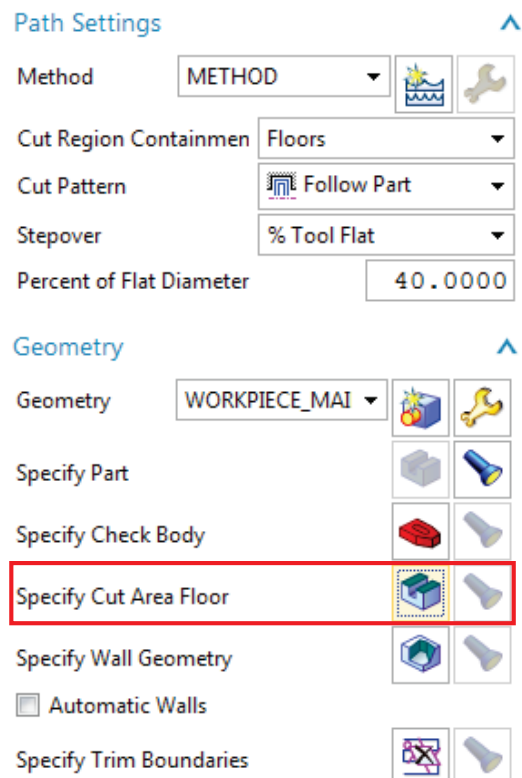 Path Settings
Method METHOD
Cut Region Containmen Floors
Cut Pattern Follow Part
Stepover % Tool Flat
Percent of Flat Diameter 40.0000
Geometry
Geometry WORKPIECE_MAI
Specify Part
Specify Check Body
Specify Cut Area Floor
Specify Wall Geometry
Automatic Walls
Specify Trim Boundaries